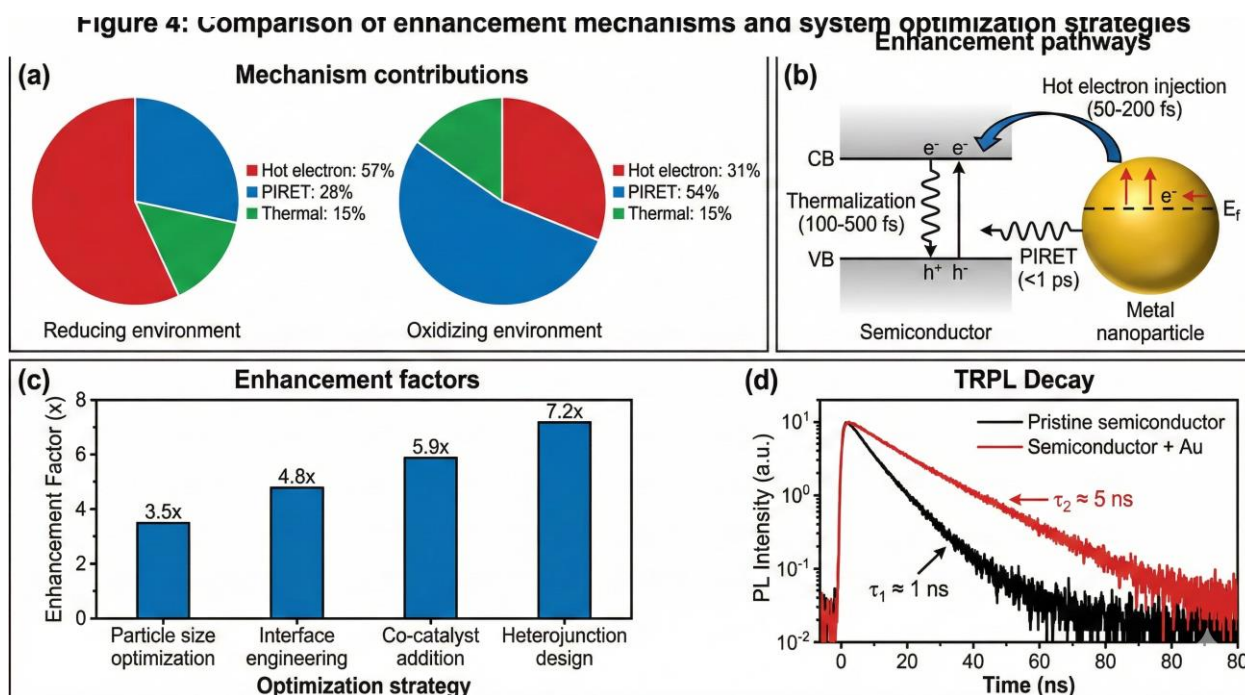 Figure 4: Comparison of enhancement mechanisms and system optimization strategies
(a)
Mechanism contributions
Hot electron: 57%
PIRET: 28%
Thermal: 15%
Reducing environment
Hot electron: 31%
PIRET: 54%
Thermal: 15%
Oxidizing environment
Enhancement pathways
(b)
Hot electron injection
(50-200 fs)
CB
e⁻ e⁻
Thermalization
(100-500 fs)
VB
h⁺ h⁻
Semiconductor
PIRET
(<1 ps)
e⁻
E_f
Metal
nanoparticle
(c)
Enhancement factors
Enhancement Factor (x)
8
6
4
2
0
3.5x
4.8x
5.9x
7.2x
Particle size
optimization
Interface
engineering
Co-catalyst
addition
Heterojunction
design
Optimization strategy
(d)
TRPL Decay
PL Intensity (a.u.)
10¹
10⁰
10⁻¹
10⁻²
Pristine semiconductor
Semiconductor + Au
τ₂ ≈ 5 ns
τ₁ ≈ 1 ns
0 20 40 60 80 80 80
Time (ns)